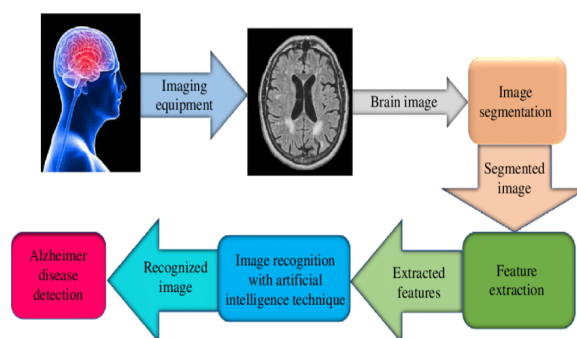 Imaging
equipment
Brain image
Image
segmentation
Segmented
image
Feature
extraction
Extracted
features
Image recognition
with artificial
intelligence technique
Recognized
image
Alzheimer
disease
detection